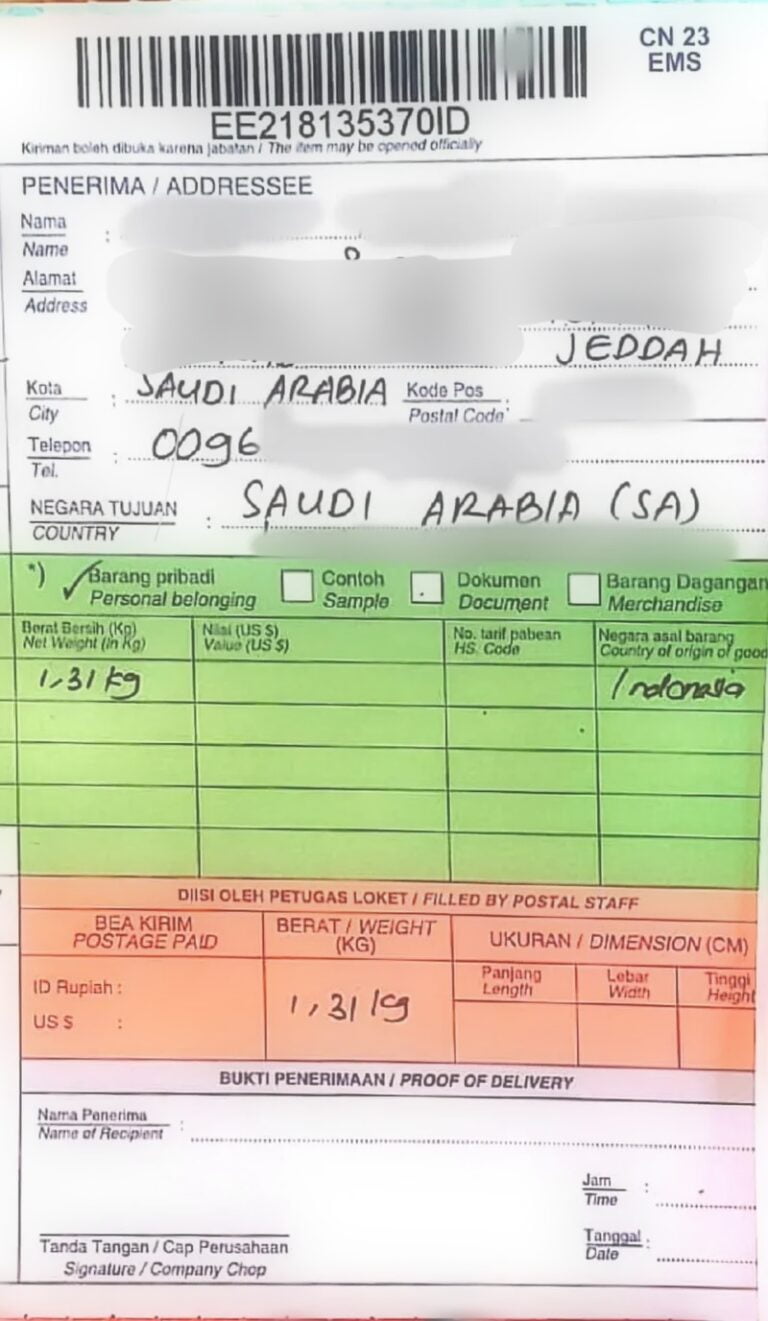 CN 23
EMS
EE218135370ID
Kiriman boleh dibuka karena jabatan / The item may be opened officially
PENERIMA / ADDRESSEE
Nama
Name :
Alamat
Address
JEDDAH
Kota
City : SAUDI ARABIA Kode Pos
Postal Code :
Telepon
Tel. : 0096
NEGARA TUJUAN
COUNTRY : SAUDI ARABIA (SA)
*) ✓ Barang pribadi
Personal belonging
Contoh
Sample
Dokumen
Document
Barang Dagangan
Merchandise
Berat Bersih (Kg)
Net Weight (in Kg)
Nilai (US $)
Value (US $)
No. tarif pabean
HS. Code
Negara asal barang
Country of origin of good
1,31 kg Indonesia
DIISI OLEH PETUGAS LOKET / FILLED BY POSTAL STAFF
BEA KIRIM
POSTAGE PAID
BERAT / WEIGHT
(KG)
UKURAN / DIMENSION (CM)
Panjang
Length
Lebar
Width
Tinggi
Height
ID Rupiah :
US $ :
1,31 kg
BUKTI PENERIMAAN / PROOF OF DELIVERY
Nama Penerima
Name of Recipient :
Jam
Time :
Tanggal
Date :
Tanda Tangan / Cap Perusahaan
Signature / Company Chop